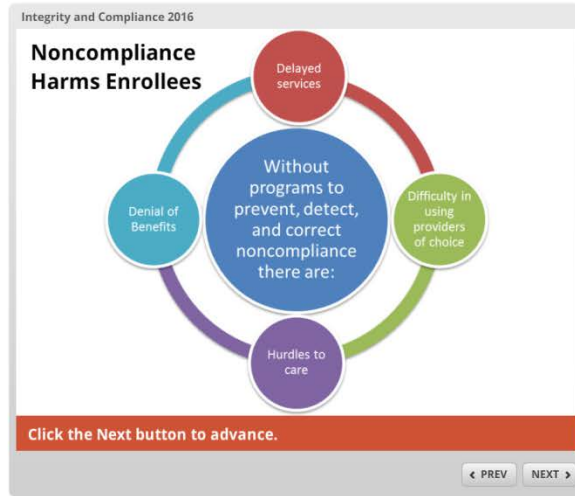 Integrity and Compliance 2016
Noncompliance
Harms Enrollees
Delayed
services
Without
programs to
prevent, detect,
and correct
noncompliance
there are:
Denial of
Benefits
Difficulty in
using
providers
of choice
Hurdles to
care
Click the Next button to advance.
PREV
NEXT